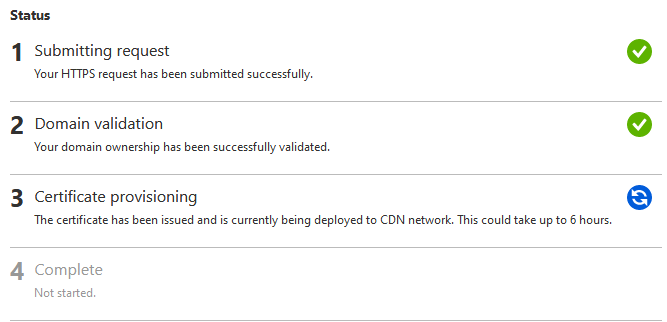 Status
1 Submitting request
Your HTTPS request has been submitted successfully.
2 Domain validation
Your domain ownership has been successfully validated.
3 Certificate provisioning
The certificate has been issued and is currently being deployed to CDN network. This could take up to 6 hours.
4 Complete
Not started.